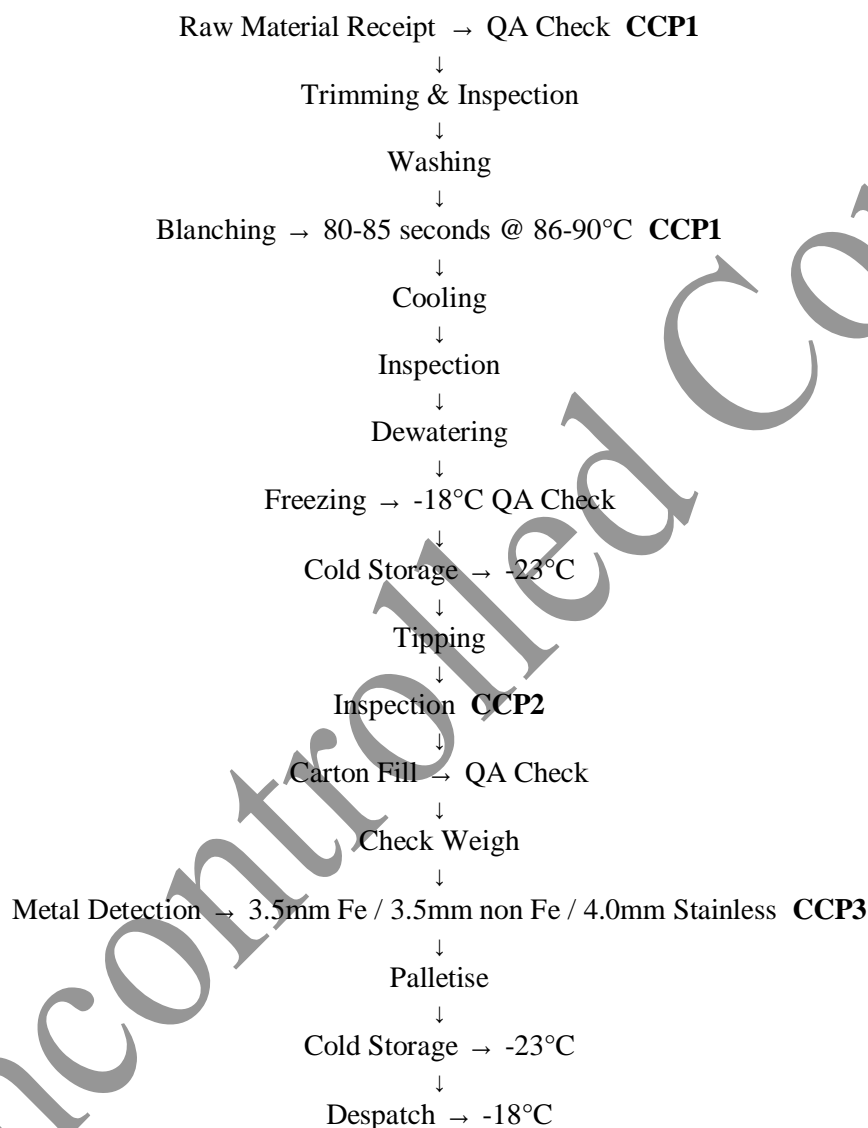 Raw Material Receipt → QA Check CCP1
↓
Trimming & Inspection
↓
Washing
↓
Blanching → 80-85 seconds @ 86-90°C CCP1
↓
Cooling
↓
Inspection
↓
Dewatering
↓
Freezing → -18°C QA Check
↓
Cold Storage → -23°C
↓
Tipping
↓
Inspection CCP2
↓
Carton Fill → QA Check
↓
Check Weigh
↓
Metal Detection → 3.5mm Fe / 3.5mm non Fe / 4.0mm Stainless CCP3
↓
Palletise
↓
Cold Storage → -23°C
↓
Despatch → -18°C
ncontrolled Co